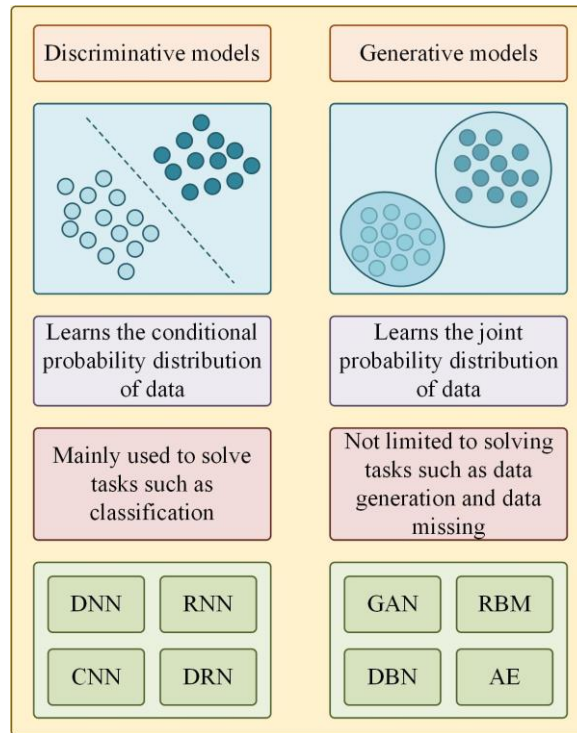 Discriminative models
Generative models
Learns the conditional
probability distribution
of data
Learns the joint
probability distribution
of data
Mainly used to solve
tasks such as
classification
Not limited to solving
tasks such as data
generation and data
missing
DNN
RNN
CNN
DRN
GAN
RBM
DBN
AE